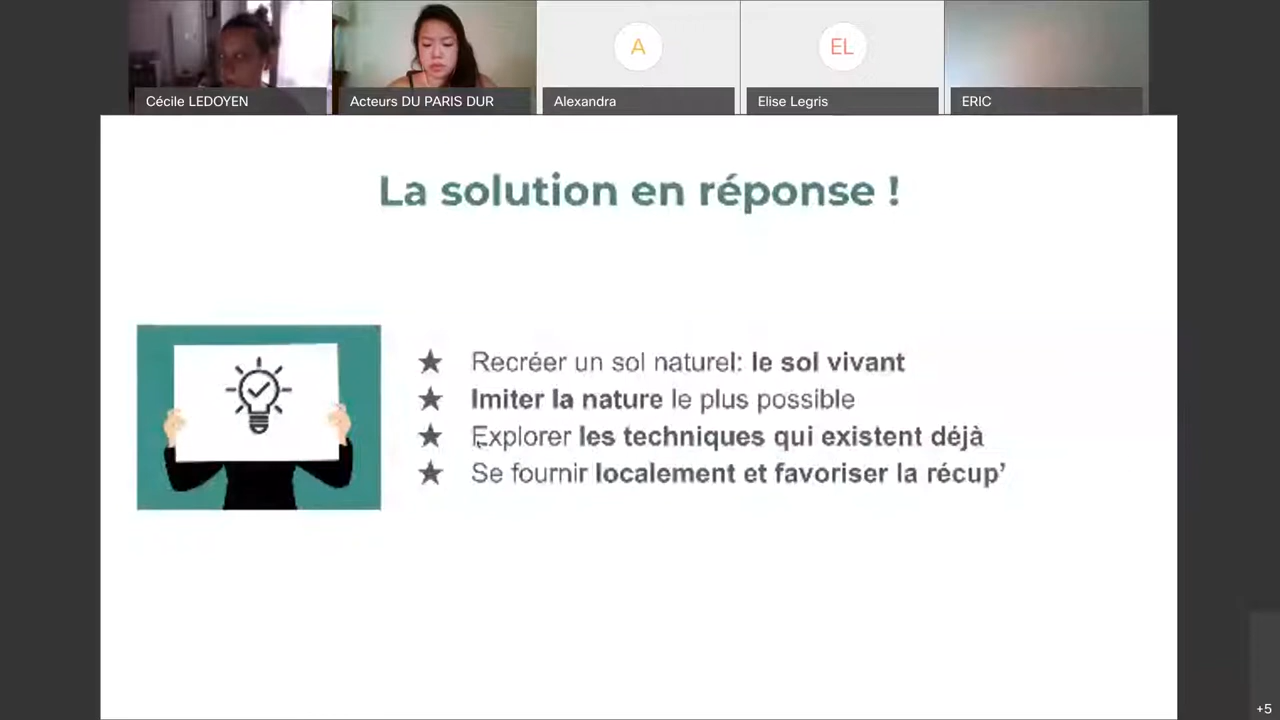 A
EL
Cécile LEDOYEN
Acteurs DU PARIS DUR
Alexandra
Elise Legris
ERIC
La solution en réponse !
★ Recréer un sol naturel: le sol vivant
★ Imiter la nature le plus possible
★ Explorer les techniques qui existent déjà
★ Se fournir localement et favoriser la récup’
+5